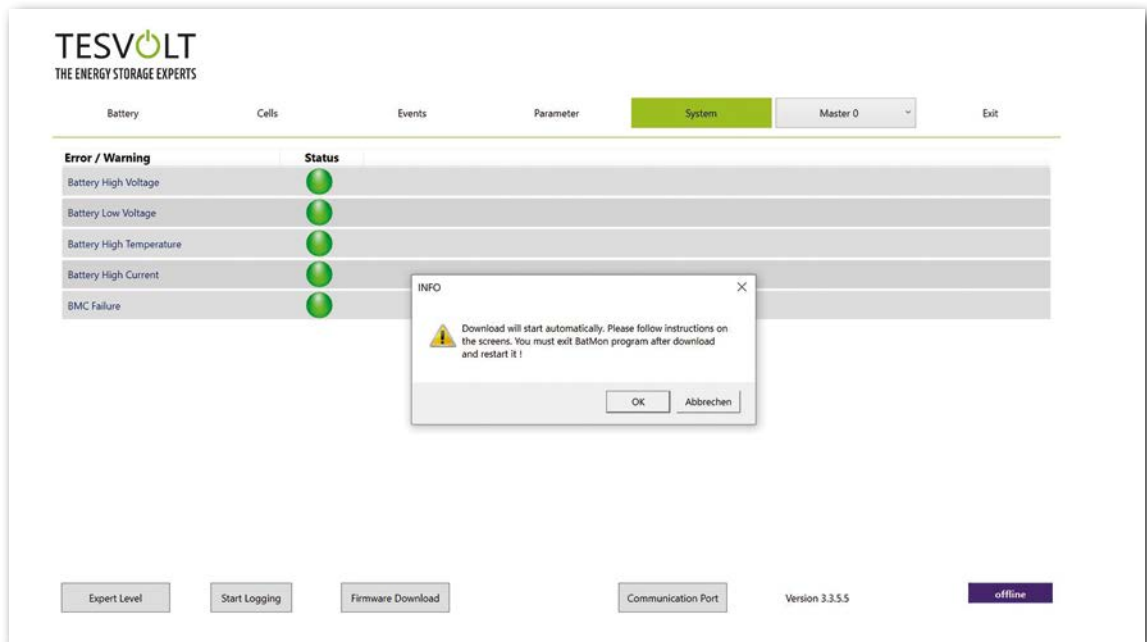 TESVOLT
THE ENERGY STORAGE EXPERTS
Battery Cells Events Parameter System Master 0 Exit
Error / Warning Status
Battery High Voltage
Battery Low Voltage
Battery High Temperature
Battery High Current
BMC Failure
INFO
Download will start automatically. Please follow instructions on
the screens. You must exit BatMon program after download
and restart it !
OK Abbrechen
Expert Level Start Logging Firmware Download Communication Port Version 3.3.5.5 offline